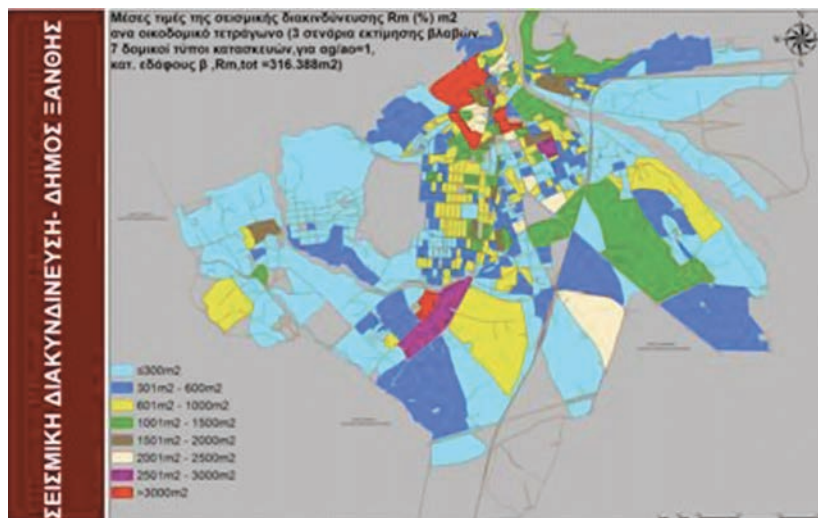 ΣΕΙΣΜΙΚΗ ΔΙΑΚΥΝΔΙΝΕΥΣΗ- ΔΗΜΟΣ ΞΑΝΘΗΣ
Μέσες τιμές της σεισμικής διακινδύνευσης Rm (%) m2
ανα οικοδομικό τετράγωνο (3 σενάρια εκτίμησης βλαβών,
7 δομικοί τύποι κατασκευών,για αg/ao=1,
κατ. εδάφους β ,Rm,tot =316.388m2)
≤300m2
301m2 - 600m2
601m2 - 1000m2
1001m2 - 1500m2
1501m2 - 2000m2
2001m2 - 2500m2
2501m2 - 3000m2
>3000m2